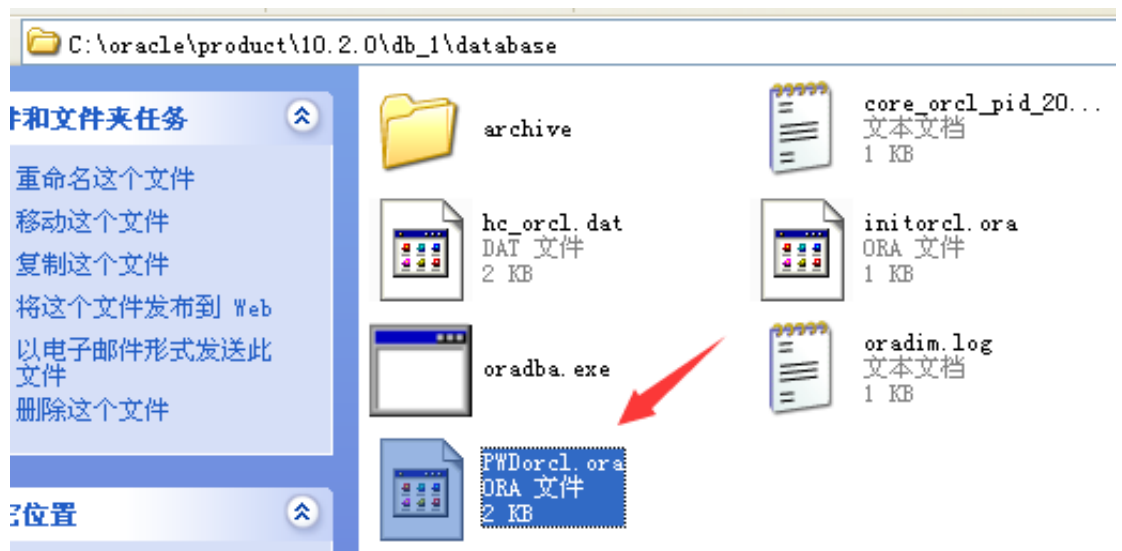 C:\oracle\product\10.2.0\db_1\database
件和文件夹任务
重命名这个文件
移动这个文件
复制这个文件
将这个文件发布到 Web
以电子邮件形式发送此
文件
删除这个文件
位置
archive
core_orcl_pid_20...
文本文档
1 KB
hc_orcl.dat
DAT 文件
2 KB
initorcl.ora
ORA 文件
1 KB
oradba.exe
oradim.log
文本文档
1 KB
PWDorcl.ora
ORA 文件
2 KB